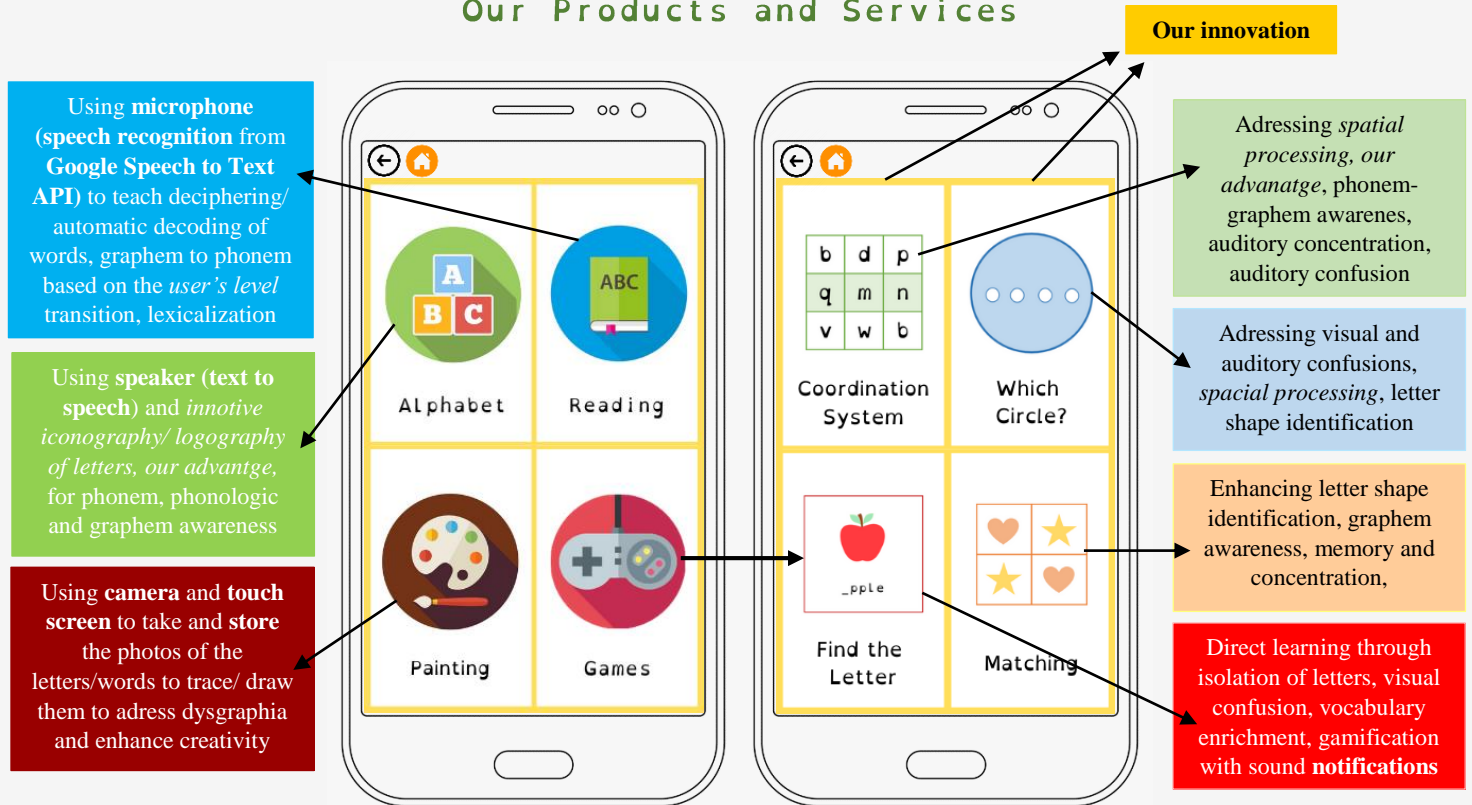 Our Products and Services
Our innovation
Using microphone
(speech recognition from
Google Speech to Text
API) to teach deciphering/
automatic decoding of
words, graphem to phonem
based on the user's level
transition, lexicalization
Using speaker (text to
speech) and innotive
iconography/ logography
of letters, our advantge,
for phonem, phonologic
and graphem awareness
Using camera and touch
screen to take and store
the photos of the
letters/words to trace/ draw
them to adress dysgraphia
and enhance creativity
A
B C
Alphabet
ABC
Reading
Painting
Games
b d p
q m n
v w b
Coordination
System
Which
Circle?
_pple
Find the
Letter
Matching
Adressing spatial
processing, our
advanatge, phonem-
graphem awarenes,
auditory concentration,
auditory confusion
Adressing visual and
auditory confusions,
spacial processing, letter
shape identification
Enhancing letter shape
identification, graphem
awareness, memory and
concentration,
Direct learning through
isolation of letters, visual
confusion, vocabulary
enrichment, gamification
with sound notifications